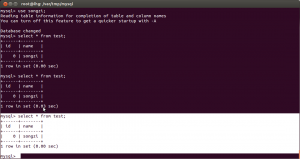 mysql> use songzi;
Reading table information for completion of table and column names
You can turn off this feature to get a quicker startup with -A
Database changed
mysql> select * from test;
+------+--------+
| id | name |
+------+--------+
| 0 | songzi |
+------+--------+
1 row in set (0.00 sec)
mysql> select * from test;
+------+--------+
| id | name |
+------+--------+
| 0 | songzi |
+------+--------+
1 row in set (0.00 sec)
mysql> select * from test;
+------+--------+
| id | name |
+------+--------+
| 0 | songzi |
+------+--------+
1 row in set (0.00 sec)
mysql>